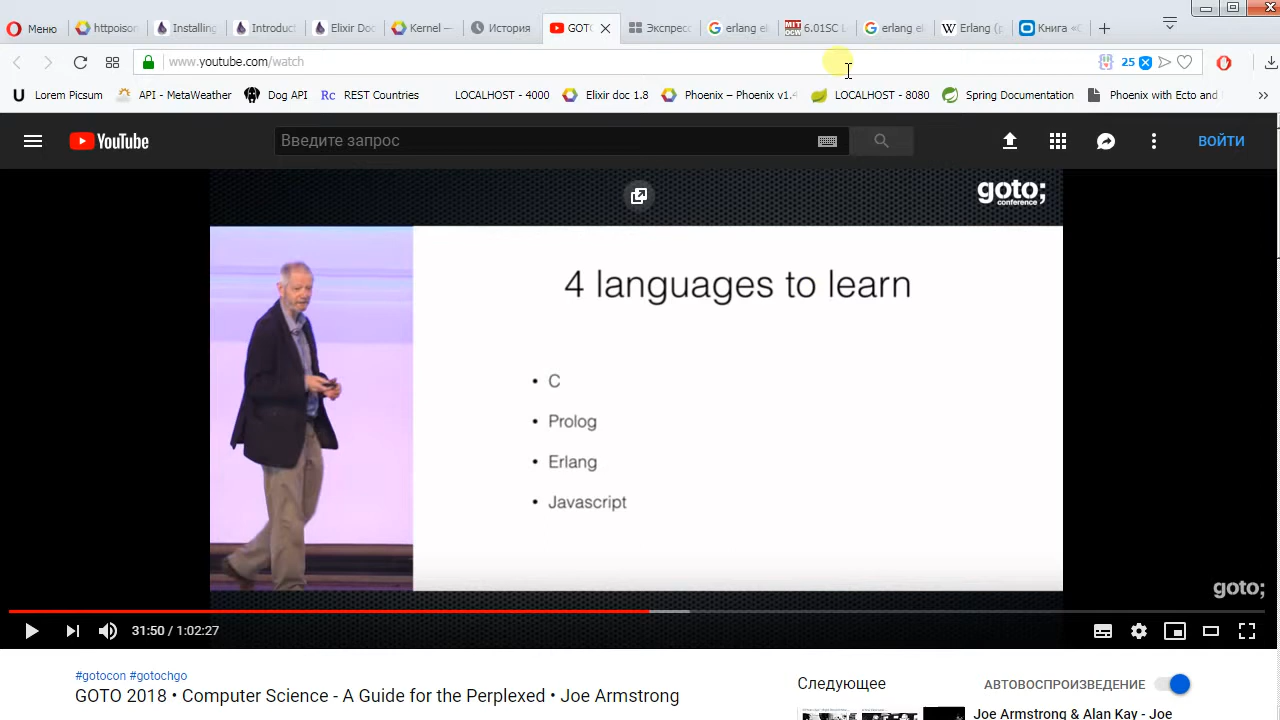 Меню
httpoison
Installing
Introduct
Elixir Doc
Kernel —
История
GOTO
Экспресс
erlang el
MIT OCW
6.01SC L
erlang el
Erlang (p
Книга «О
www.youtube.com/watch
25
U Lorem Picsum
API - MetaWeather
Dog API
Rc REST Countries
LOCALHOST - 4000
Elixir doc 1.8
Phoenix – Phoenix v1.4
LOCALHOST - 8080
Spring Documentation
Phoenix with Ecto and
YouTube
Введите запрос
ВОЙТИ
goto;
conference
4 languages to learn
• C
• Prolog
• Erlang
• Javascript
goto;
31:50 / 1:02:27
#gotocon #gotochgo
GOTO 2018 • Computer Science - A Guide for the Perplexed • Joe Armstrong
Следующее
АВТОВОСПРОИЗВЕДЕНИЕ
Joe Armstrong & Alan Kay - Joe